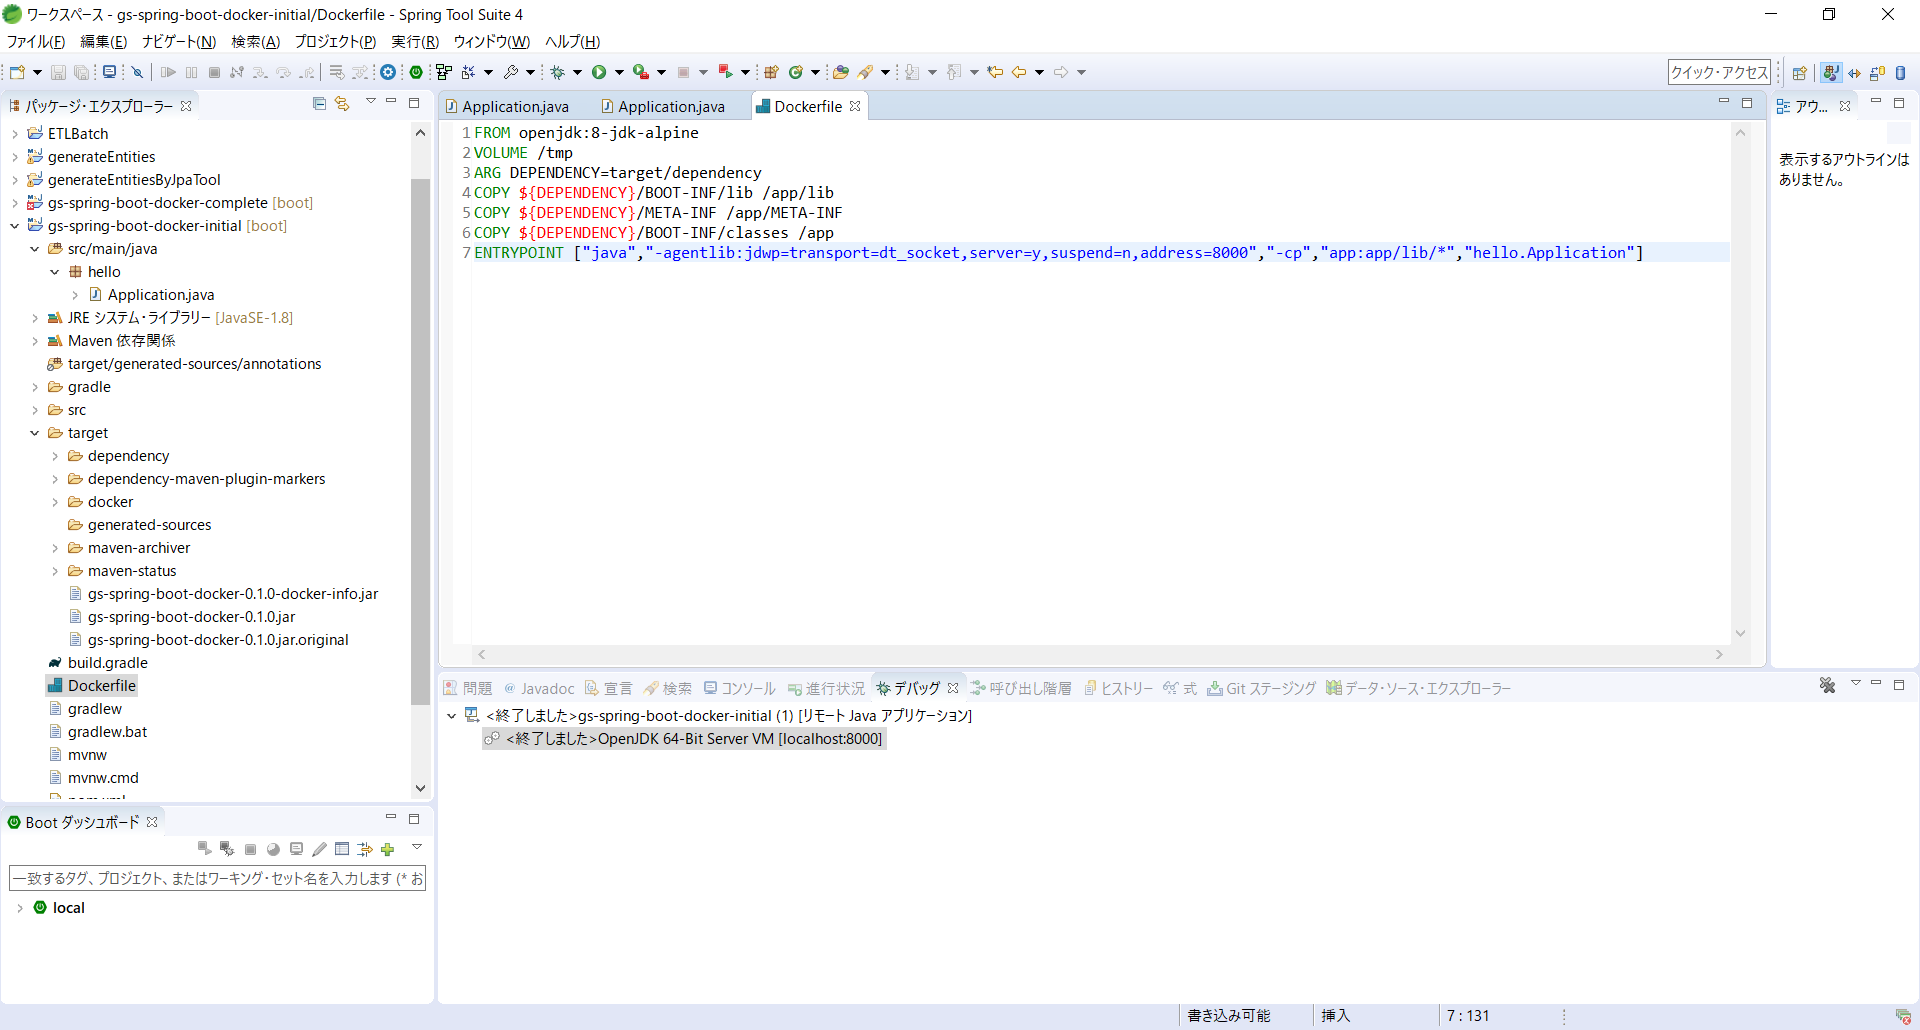 ワークスペース - gs-spring-boot-docker-initial/Dockerfile - Spring Tool Suite 4
ファイル(F) 編集(E) ナビゲート(N) 検索(A) プロジェクト(P) 実行(R) ウィンドウ(W) ヘルプ(H)
クイック・アクセス
パッケージ・エクスプローラー
ETLBatch
generateEntities
generateEntitiesByJpaTool
gs-spring-boot-docker-complete [boot]
gs-spring-boot-docker-initial [boot]
src/main/java
hello
Application.java
JRE システム・ライブラリー [JavaSE-1.8]
Maven 依存関係
target/generated-sources/annotations
gradle
src
target
dependency
dependency-maven-plugin-markers
docker
generated-sources
maven-archiver
maven-status
gs-spring-boot-docker-0.1.0-docker-info.jar
gs-spring-boot-docker-0.1.0.jar
gs-spring-boot-docker-0.1.0.jar.original
build.gradle
Dockerfile
gradlew
gradlew.bat
mvnw
mvnw.cmd
Boot ダッシュボード
一致するタグ、プロジェクト、またはワーキング・セット名を入力します (* お
local
Application.java Application.java Dockerfile
1 FROM openjdk:8-jdk-alpine
2 VOLUME /tmp
3 ARG DEPENDENCY=target/dependency
4 COPY ${DEPENDENCY}/BOOT-INF/lib /app/lib
5 COPY ${DEPENDENCY}/META-INF /app/META-INF
6 COPY ${DEPENDENCY}/BOOT-INF/classes /app
7 ENTRYPOINT ["java","-agentlib:jdwp=transport=dt_socket,server=y,suspend=n,address=8000","-cp","app:app/lib/*","hello.Application"]
アウ...
表示するアウトラインは
ありません。
問題 @ Javadoc 宣言 検索 コンソール 進行状況 デバッグ 呼び出し階層 ヒストリー 式 Git ステージング データ・ソース・エクスプローラー
<終了しました>gs-spring-boot-docker-initial (1) [リモート Java アプリケーション]
<終了しました>OpenJDK 64-Bit Server VM [localhost:8000]
書き込み可能 挿入 7 : 131